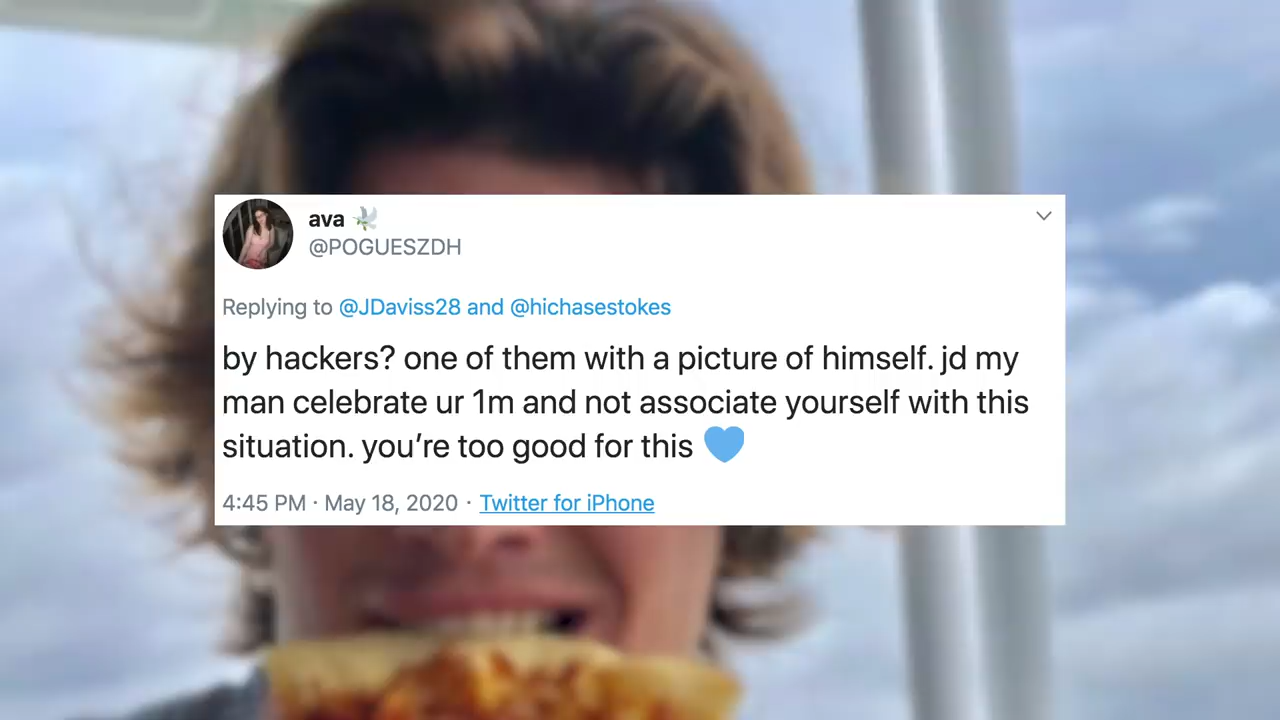 ava 🕊
@POGUESZDH
Replying to @JDaviss28 and @hichasestokes
by hackers? one of them with a picture of himself. jd my
man celebrate ur 1m and not associate yourself with this
situation. you’re too good for this 💙
4:45 PM · May 18, 2020 · Twitter for iPhone